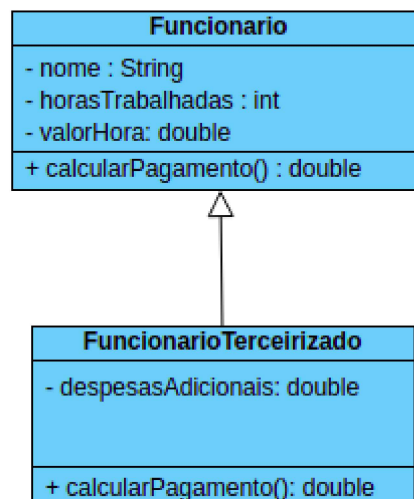 Funcionario
- nome : String
- horasTrabalhadas : int
- valorHora: double
+ calcularPagamento() : double
FuncionarioTerceirizado
- despesasAdicionais: double
+ calcularPagamento(): double